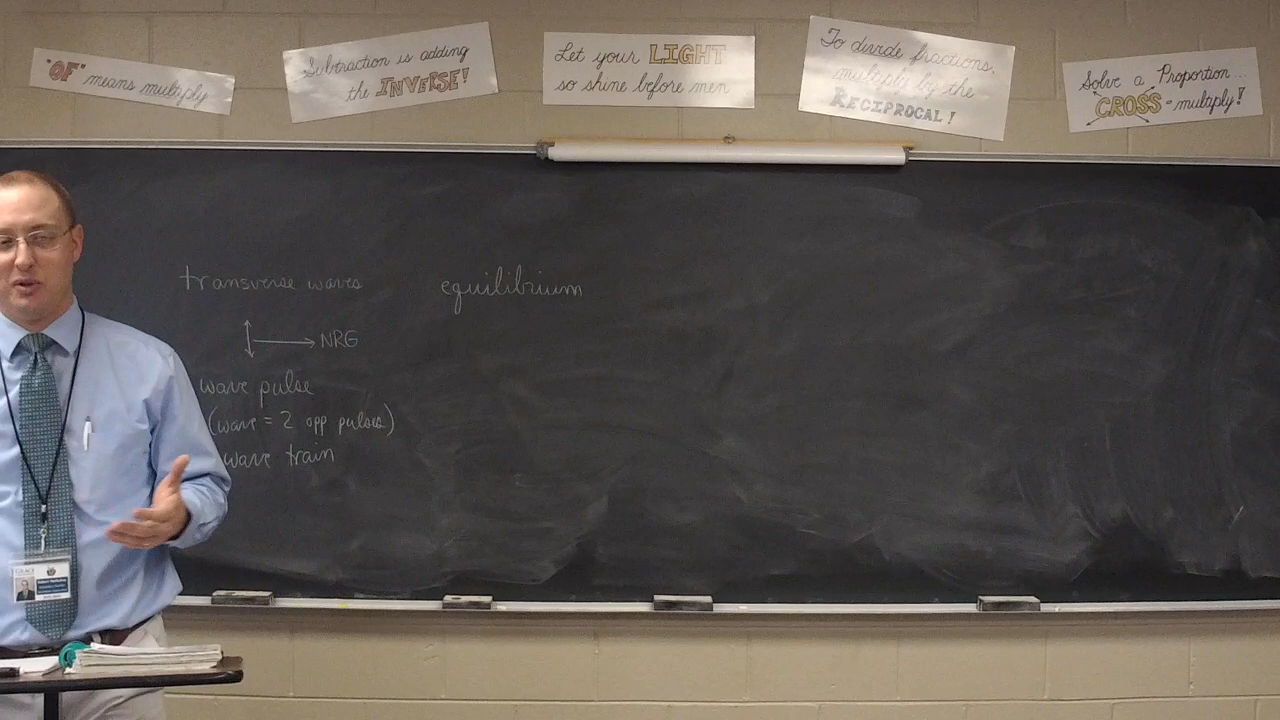 "OF" means multiply
Subtraction is adding
the INVERSE!
Let your LIGHT
so shine before men
To divide fractions,
multiply by the
RECIPROCAL!
Solve a Proportion...
CROSS-multiply!
transverse waves
equilibrium
NRG
wave pulse
(wave = 2 opp pulses)
wave train